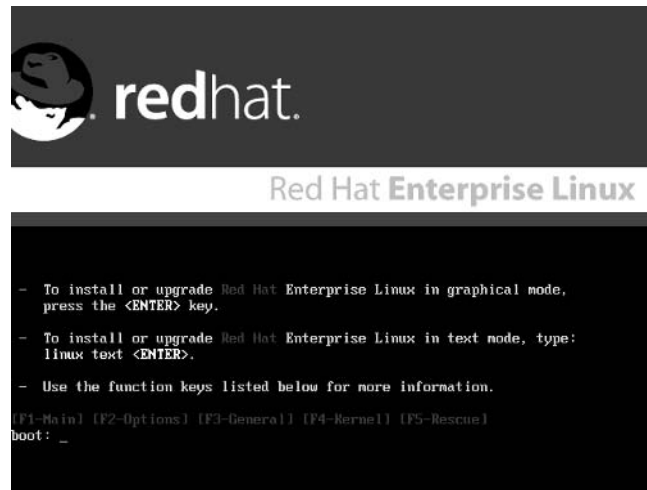 redhat.
Red Hat Enterprise Linux
- To install or upgrade Red Hat Enterprise Linux in graphical mode,
press the <ENTER> key.
- To install or upgrade Red Hat Enterprise Linux in text mode, type:
linux text <ENTER>.
- Use the function keys listed below for more information.
[F1-Main] [F2-Options] [F3-General] [F4-Kernel] [F5-Rescue]
boot: _